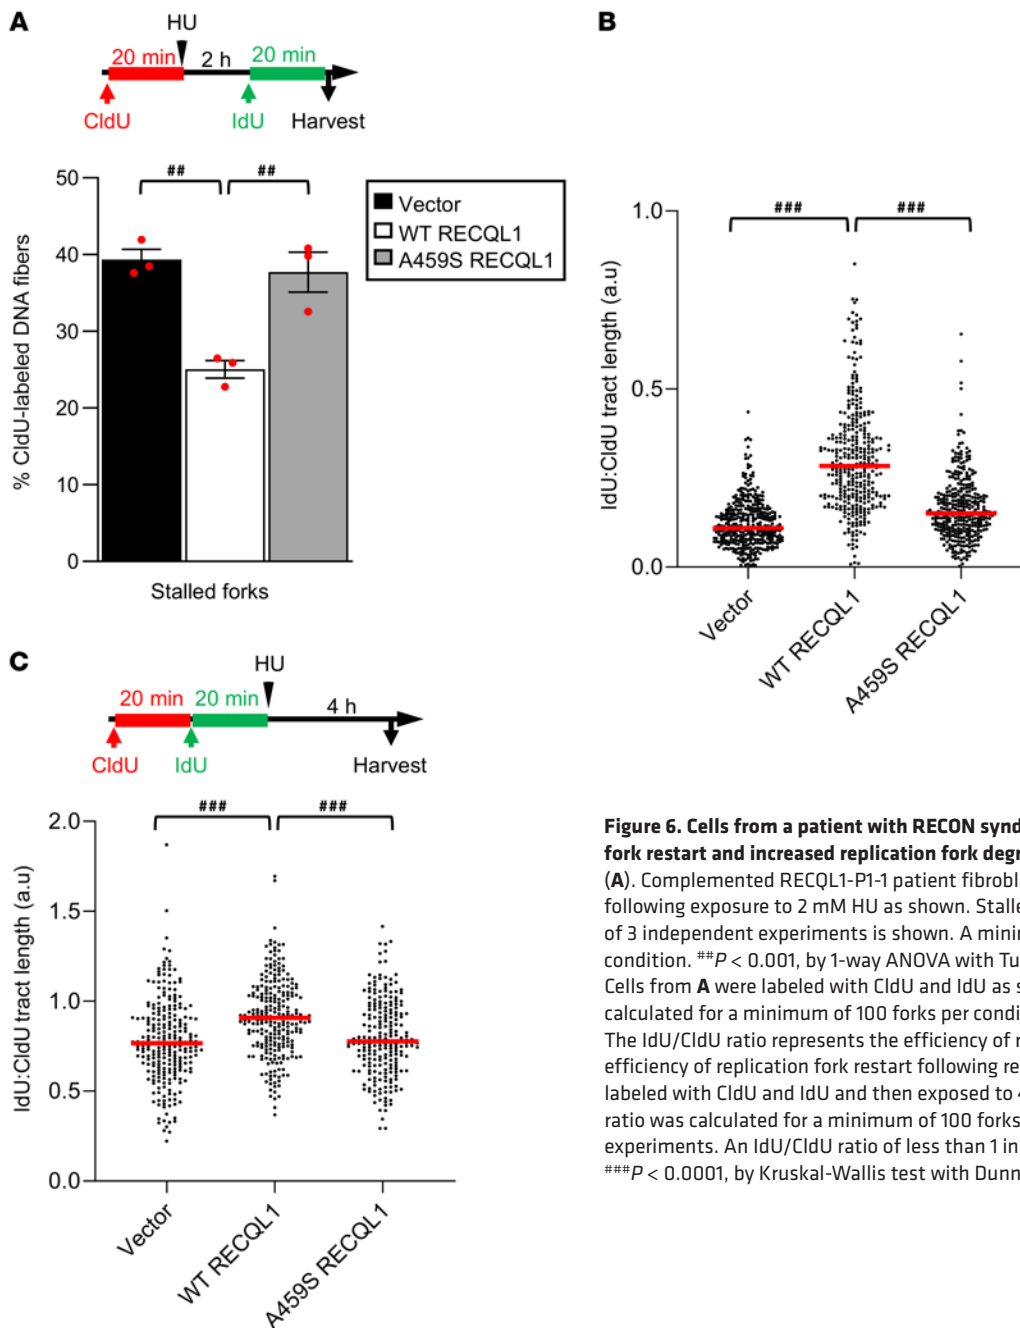 A
HU
20 min 2 h 20 min
CldU IdU Harvest
50
40
30
20
10
0
% CldU-labeled DNA fibers
## ##
Vector
WT RECQL1
A459S RECQL1
Stalled forks
B
1.0
0.5
0.0
IdU:CldU tract length (a.u)
### ###
Vector
WT RECQL1
A459S RECQL1
C
HU
20 min 20 min 4 h
CldU IdU Harvest
2.0
1.5
1.0
0.5
0.0
IdU:CldU tract length (a.u)
### ###
Vector
WT RECQL1
A459S RECQL1
Figure 6. Cells from a patient with RECON synd
fork restart and increased replication fork degr
(A). Complemented RECQL1-P1-1 patient fibrobla
following exposure to 2 mM HU as shown. Stalle
of 3 independent experiments is shown. A minir
condition. ##P < 0.001, by 1-way ANOVA with Tu
Cells from A were labeled with CldU and IdU as s
calculated for a minimum of 100 forks per condi
The IdU/CldU ratio represents the efficiency of r
efficiency of replication fork restart following re
labeled with CldU and IdU and then exposed to 4
ratio was calculated for a minimum of 100 forks
experiments. An IdU/CldU ratio of less than 1 in
###P < 0.0001, by Kruskal-Wallis test with Dunn